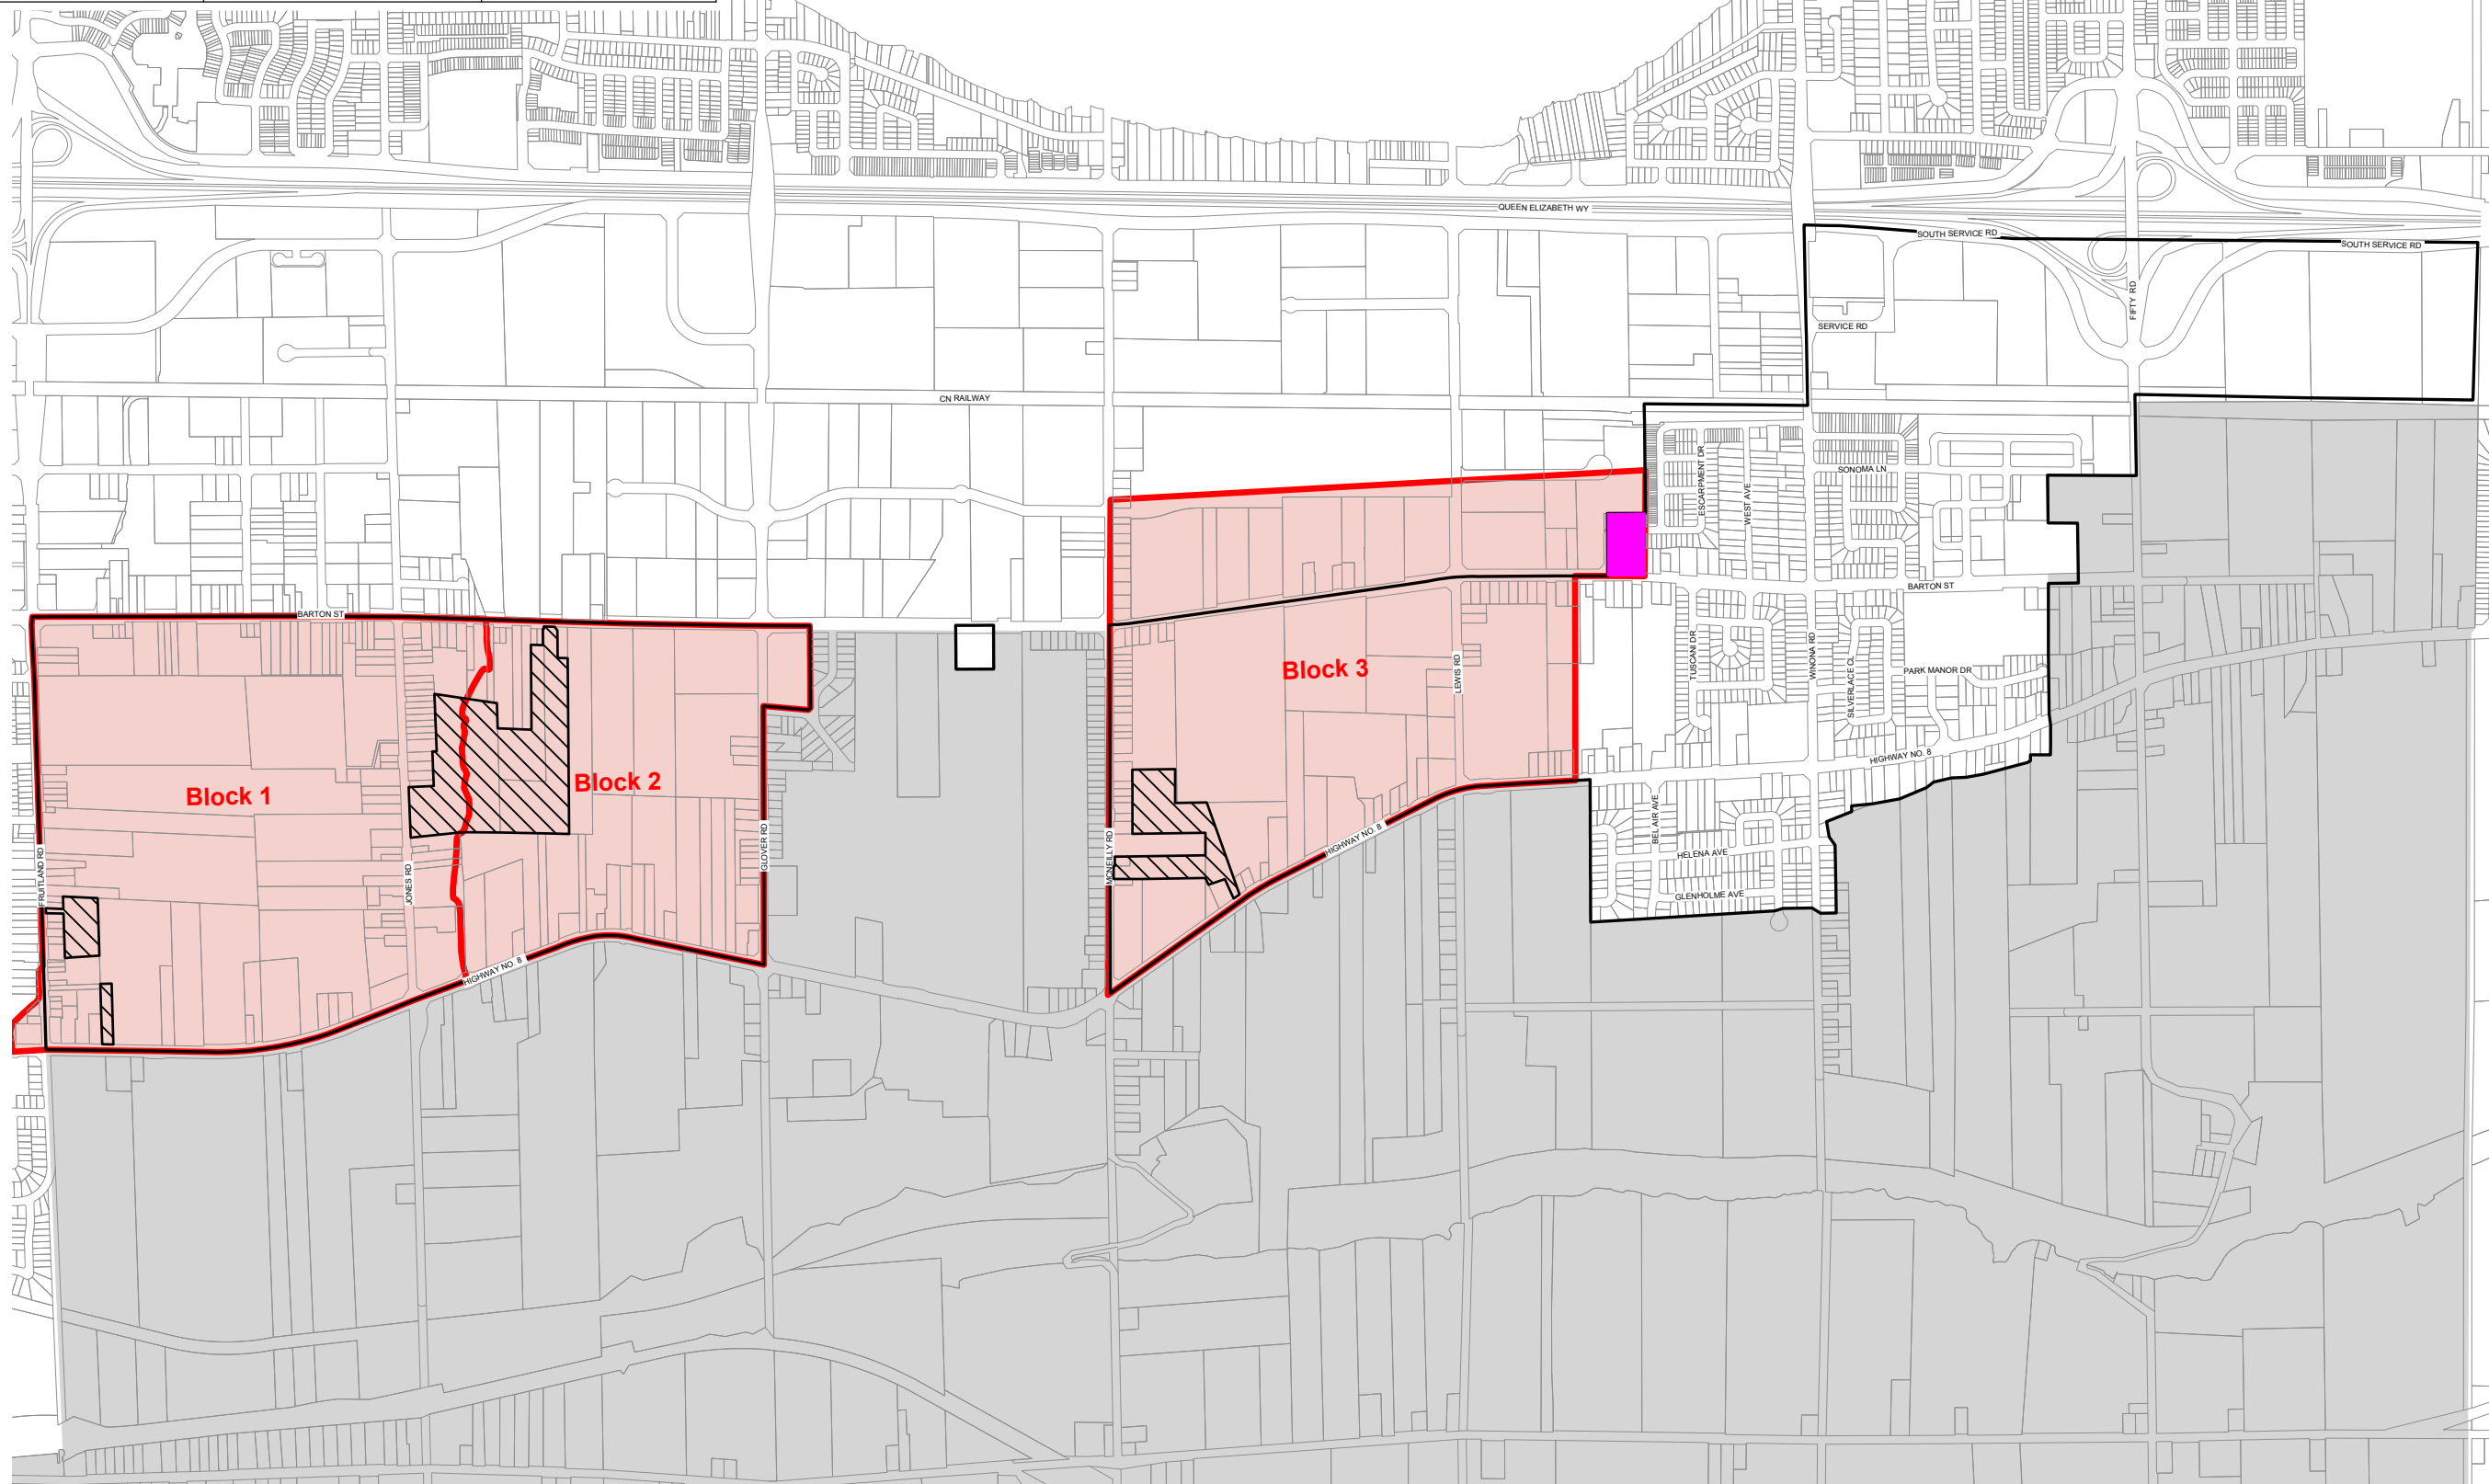 QUEEN ELIZABETH WY
SOUTH SERVICE RD
SOUTH SERVICE RD
FIFTY RD
SERVICE RD
CN RAILWAY
ESCARPMENT DR
WEST AVE
SONOMA LN
BARTON ST
BARTON ST
TUSCANI DR
WINONA RD
SILVERLACE CL
LEWIS RD
Block 3
PARK MANOR DR
HIGHWAY NO. 8
Block 2
Block 1
BEL AIR AVE
GLOVER RD
MCNEILLY RD
HIGHWAY NO. 8
HELENA AVE
FRUITLAND RD
JONES RD
GLENHOLME AVE
HIGHWAY NO. 8